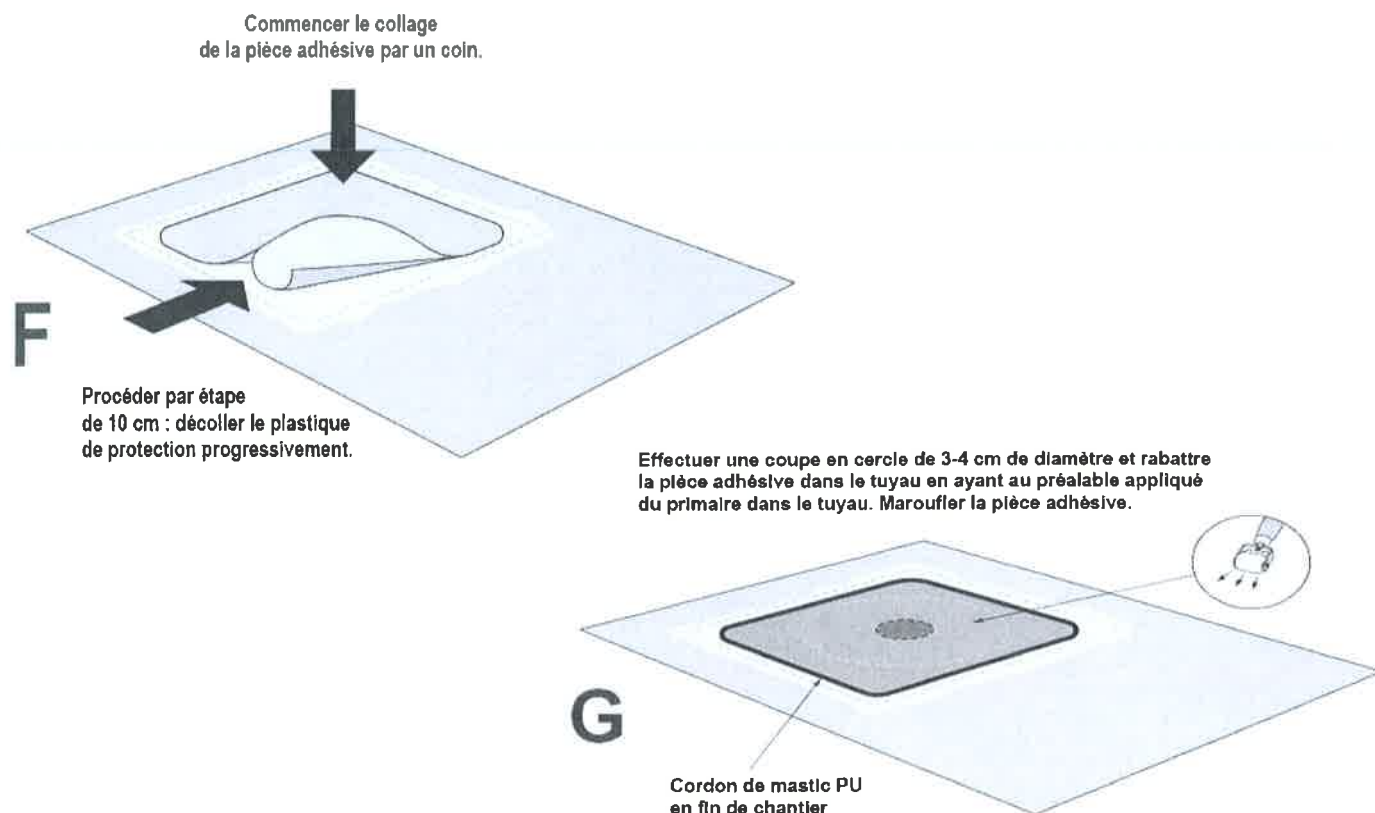 Commencer le collage
de la pièce adhésive par un coin.
F
Procéder par étape
de 10 cm : décoller le plastique
de protection progressivement.
Effectuer une coupe en cercle de 3-4 cm de diamètre et rabattre
la pièce adhésive dans le tuyau en ayant au préalable appliqué
du primaire dans le tuyau. Maroufler la pièce adhésive.
G
Cordon de mastic PU
en fin de chantier